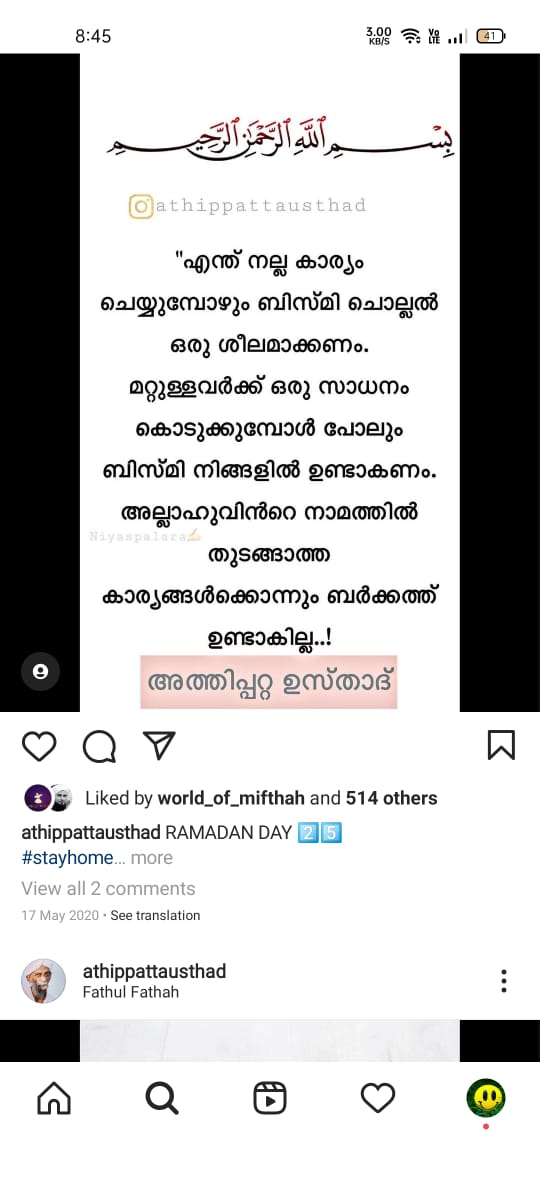 8:45
3.00 KB/S
Vo LTE
41
بِسْمِ اللَّهِ الرَّحْمَٰنِ الرَّحِيمِ
athippattausthad
"എന്ത് നല്ല കാര്യം
ചെയ്യുമ്പോഴും ബിസ്മി ചൊല്ലൽ
ഒരു ശീലമാക്കണം.
മറ്റുള്ളവർക്ക് ഒരു സാധനം
കൊടുക്കുമ്പോൾ പോലും
ബിസ്മി നിങ്ങളിൽ ഉണ്ടാകണം.
അല്ലാഹുവിൻറെ നാമത്തിൽ
Niyaspalara✍️
തുടങ്ങാത്ത
കാര്യങ്ങൾക്കൊന്നും ബർക്കത്ത്
ഉണ്ടാകില്ല..!
അത്തിപ്പറ്റ ഉസ്താദ്
Liked by world_of_mifthah and 514 others
athippattausthad RAMADAN DAY 2️⃣5️⃣
#stayhome... more
View all 2 comments
17 May 2020 • See translation
athippattausthad
Fathul Fathah